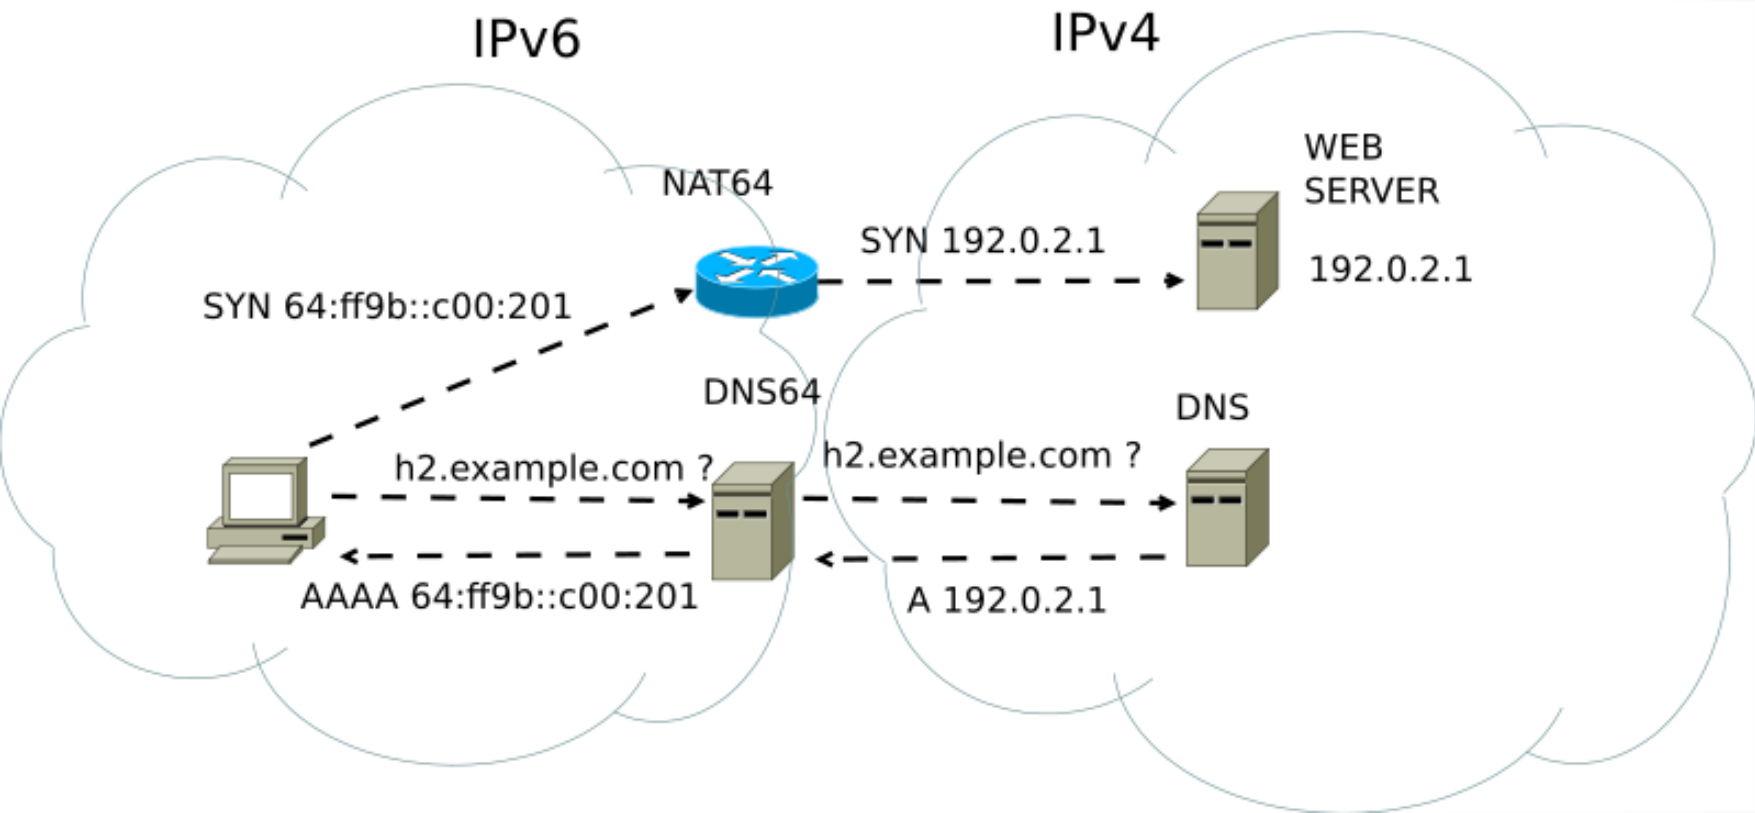 IPv6
IPv4
WEB
SERVER
NAT64
SYN 192.0.2.1
192.0.2.1
SYN 64:ff9b::c00:201
DNS64
DNS
h2.example.com ?
h2.example.com ?
AAAA 64:ff9b::c00:201
A 192.0.2.1